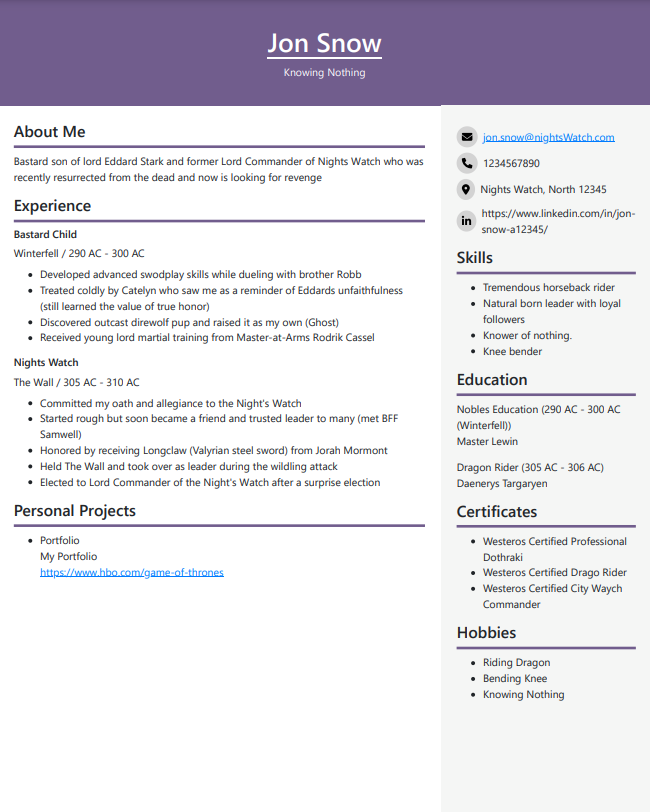 Jon Snow
Knowing Nothing
About Me
Bastard son of lord Eddard Stark and former Lord Commander of Nights Watch who was
recently resurrected from the dead and now is looking for revenge
Experience
Bastard Child
Winterfell / 290 AC - 300 AC
• Developed advanced swodplay skills while dueling with brother Robb
• Treated coldly by Catelyn who saw me as a reminder of Eddards unfaithfulness
(still learned the value of true honor)
• Discovered outcast direwolf pup and raised it as my own (Ghost)
• Received young lord martial training from Master-at-Arms Rodrik Cassel
Nights Watch
The Wall / 305 AC - 310 AC
• Committed my oath and allegiance to the Night's Watch
• Started rough but soon became a friend and trusted leader to many (met BFF
Samwell)
• Honored by receiving Longclaw (Valyrian steel sword) from Jorah Mormont
• Held The Wall and took over as leader during the wildling attack
• Elected to Lord Commander of the Night's Watch after a surprise election
Personal Projects
• Portfolio
My Portfolio
https://www.hbo.com/game-of-thrones
jon.snow@nightsWatch.com
1234567890
Nights Watch, North 12345
https://www.linkedin.com/in/jon-
snow-a12345/
Skills
• Tremendous horseback rider
• Natural born leader with loyal
followers
• Knower of nothing.
• Knee bender
Education
Nobles Education (290 AC - 300 AC
(Winterfell))
Master Lewin
Dragon Rider (305 AC - 306 AC)
Daenerys Targaryen
Certificates
• Westeros Certified Professional
Dothraki
• Westeros Certified Drago Rider
• Westeros Certified City Waych
Commander
Hobbies
• Riding Dragon
• Bending Knee
• Knowing Nothing